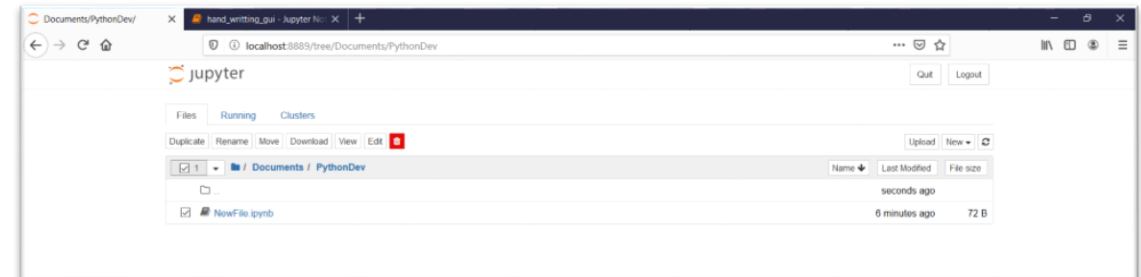 Documents/PythonDev/ hand_writting_gui - Jupyter No
localhost:8889/tree/Documents/PythonDev
jupyter Quit Logout
Files Running Clusters
Duplicate Rename Move Download View Edit Upload New
1 / Documents / PythonDev Name Last Modified File size
.. seconds ago
NewFile.ipynb 6 minutes ago 72 B